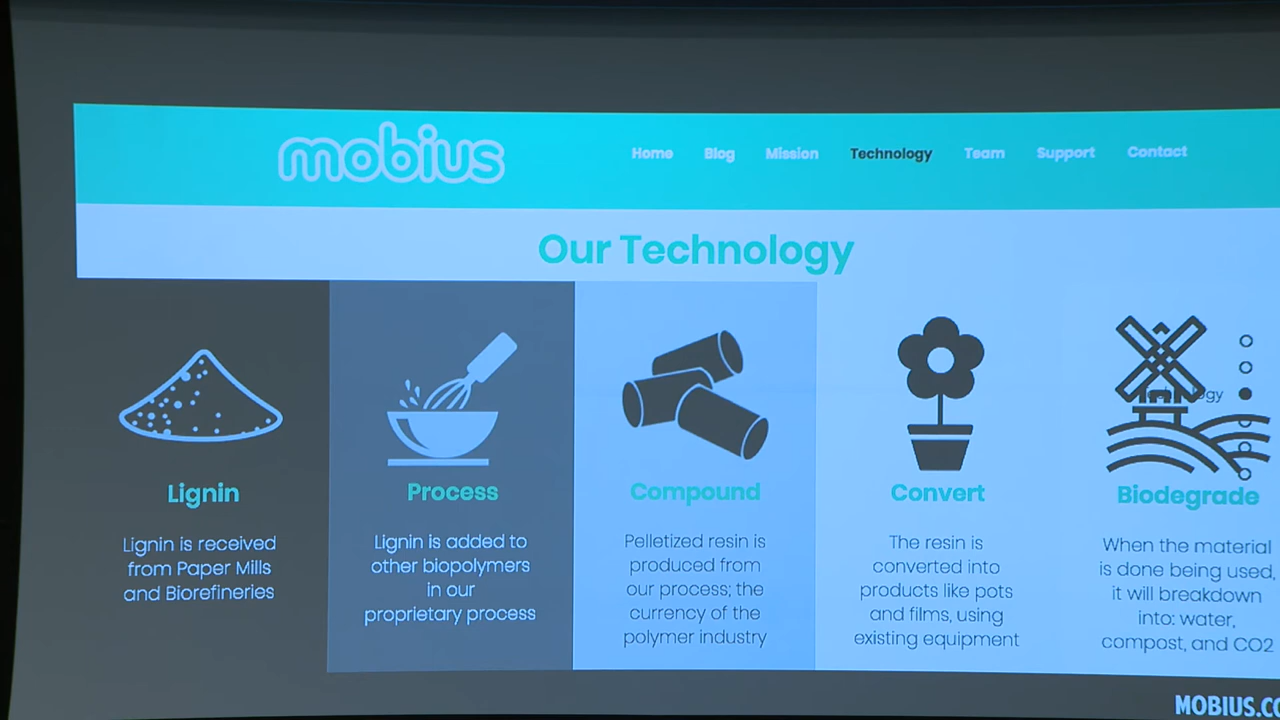 mobius
Home Blog Mission Technology Team Support Contact
Our Technology
Lignin
Lignin is received
from Paper Mills
and Biorefineries
Process
Lignin is added to
other biopolymers
in our
proprietary process
Compound
Pelletized resin is
produced from
our process; the
currency of the
polymer industry
Convert
The resin is
converted into
products like pots
and films, using
existing equipment
Biodegrade
When the material
is done being used,
it will breakdown
into: water,
compost, and CO2